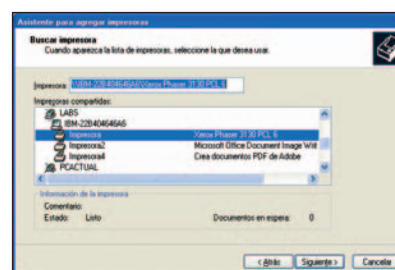 Asistente para agregar impresoras
Buscar impresora
Cuando aparezca la lista de impresoras, seleccione la que desea usar.
Impresora: \\IBM-22B404646A6\Xerox Phaser 3130 PCL 6
Impresoras compartidas:
LABS
IBM-22B404646A6
Impresora Xerox Phaser 3130 PCL 6
Impresora2 Microsoft Office Document Image Writ
Impresora4 Crea documentos PDF de Adobe
PCACTUAL
Información de la impresora
Comentario:
Estado: Listo Documentos en espera: 0
< Atrás Siguiente > Cancelar